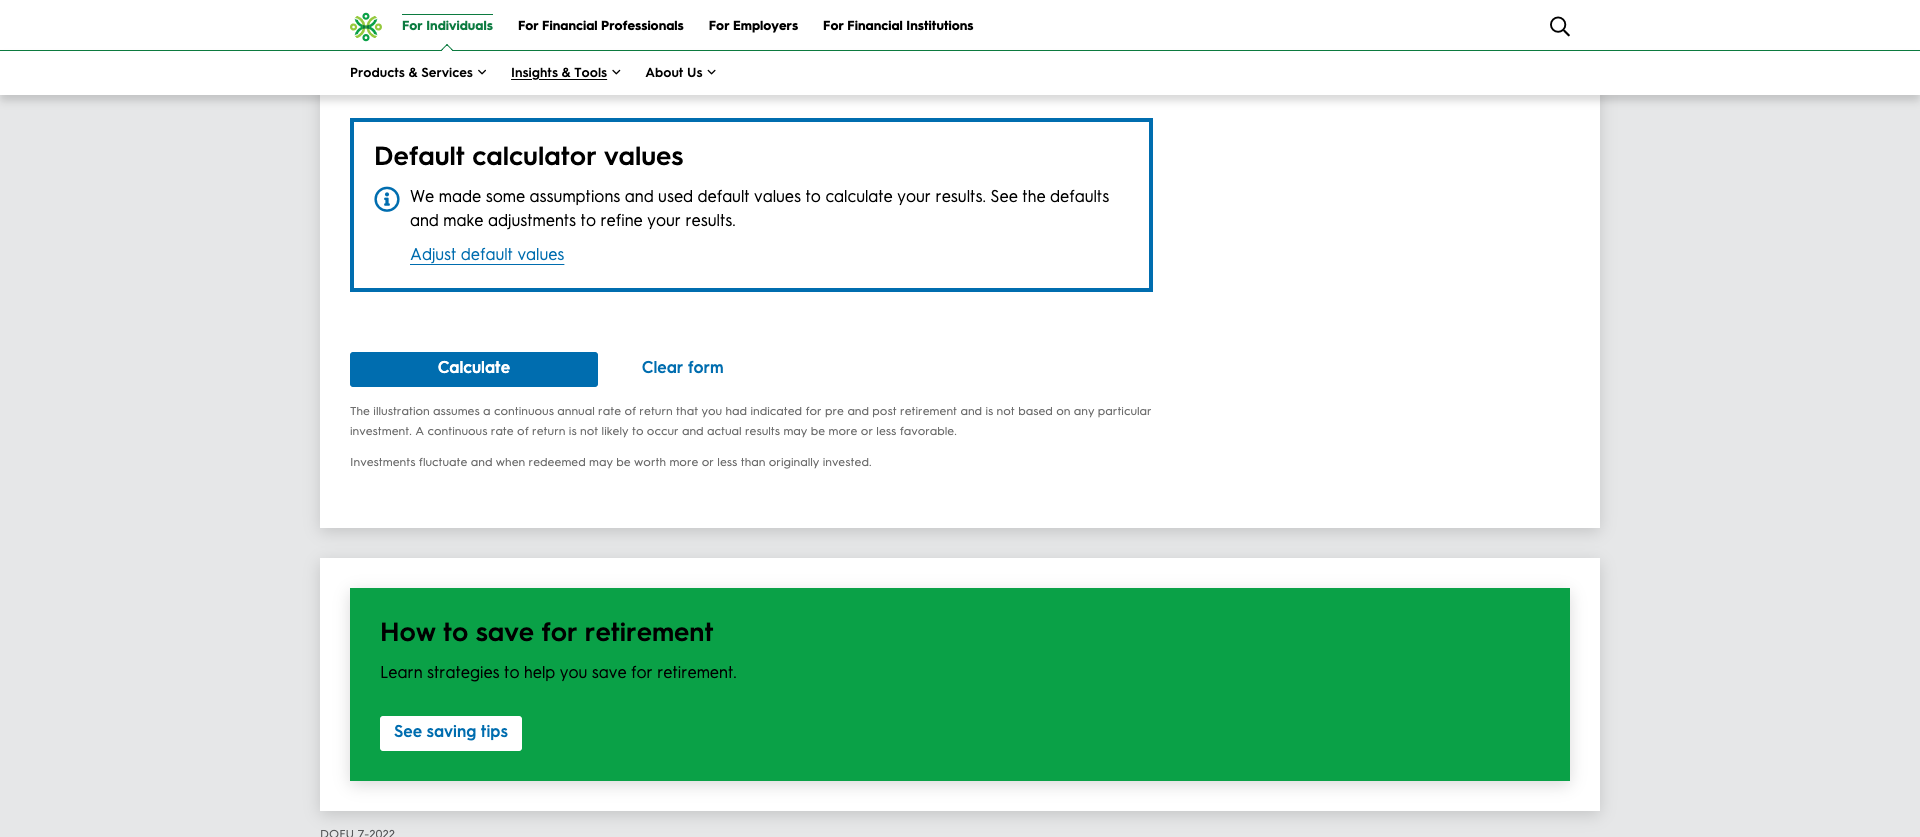 For Individuals
For Financial Professionals
For Employers
For Financial Institutions
Products & Services
Insights & Tools
About Us
Default calculator values
We made some assumptions and used default values to calculate your results. See the defaults
and make adjustments to refine your results.
Adjust default values
Calculate
Clear form
The illustration assumes a continuous annual rate of return that you had indicated for pre and post retirement and is not based on any particular
investment. A continuous rate of return is not likely to occur and actual results may be more or less favorable.
Investments fluctuate and when redeemed may be worth more or less than originally invested.
How to save for retirement
Learn strategies to help you save for retirement.
See saving tips
DOFU 7-2022